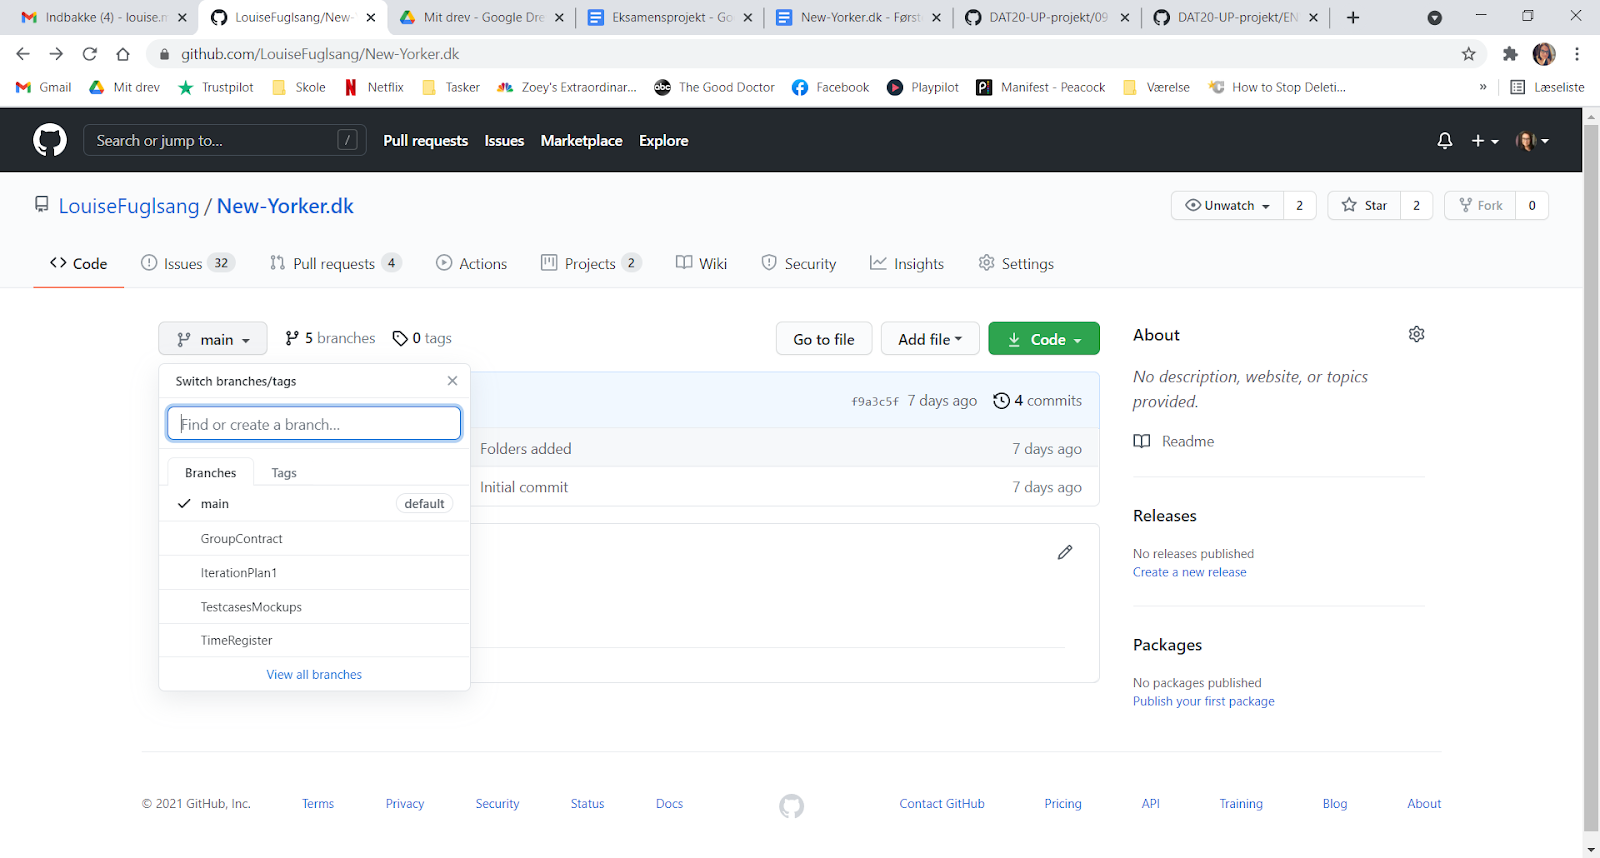 Indbakke (4) - louise.m
LouiseFuglsang/New-
Mit drev - Google Dre
Eksamensprojekt - Go
New-Yorker.dk - Først
DAT20-UP-projekt/09
DAT20-UP-projekt/EN
github.com/LouiseFuglsang/New-Yorker.dk
Gmail Mit drev Trustpilot Skole Netflix Tasker Zoey's Extraordinar... The Good Doctor Facebook Playpilot Manifest - Peacock Værelse How to Stop Deleti... » Læseliste
Search or jump to... / Pull requests Issues Marketplace Explore
LouiseFuglsang / New-Yorker.dk
Unwatch 2 Star 2 Fork 0
Code Issues 32 Pull requests 4 Actions Projects 2 Wiki Security Insights Settings
main 5 branches 0 tags Go to file Add file Code
Switch branches/tags
Find or create a branch...
Branches Tags
main default
GroupContract
IterationPlan1
TestcasesMockups
TimeRegister
View all branches
f9a3c5f 7 days ago 4 commits
Folders added 7 days ago
Initial commit 7 days ago
About
No description, website, or topics
provided.
Readme
Releases
No releases published
Create a new release
Packages
No packages published
Publish your first package
© 2021 GitHub, Inc. Terms Privacy Security Status Docs Contact GitHub Pricing API Training Blog About